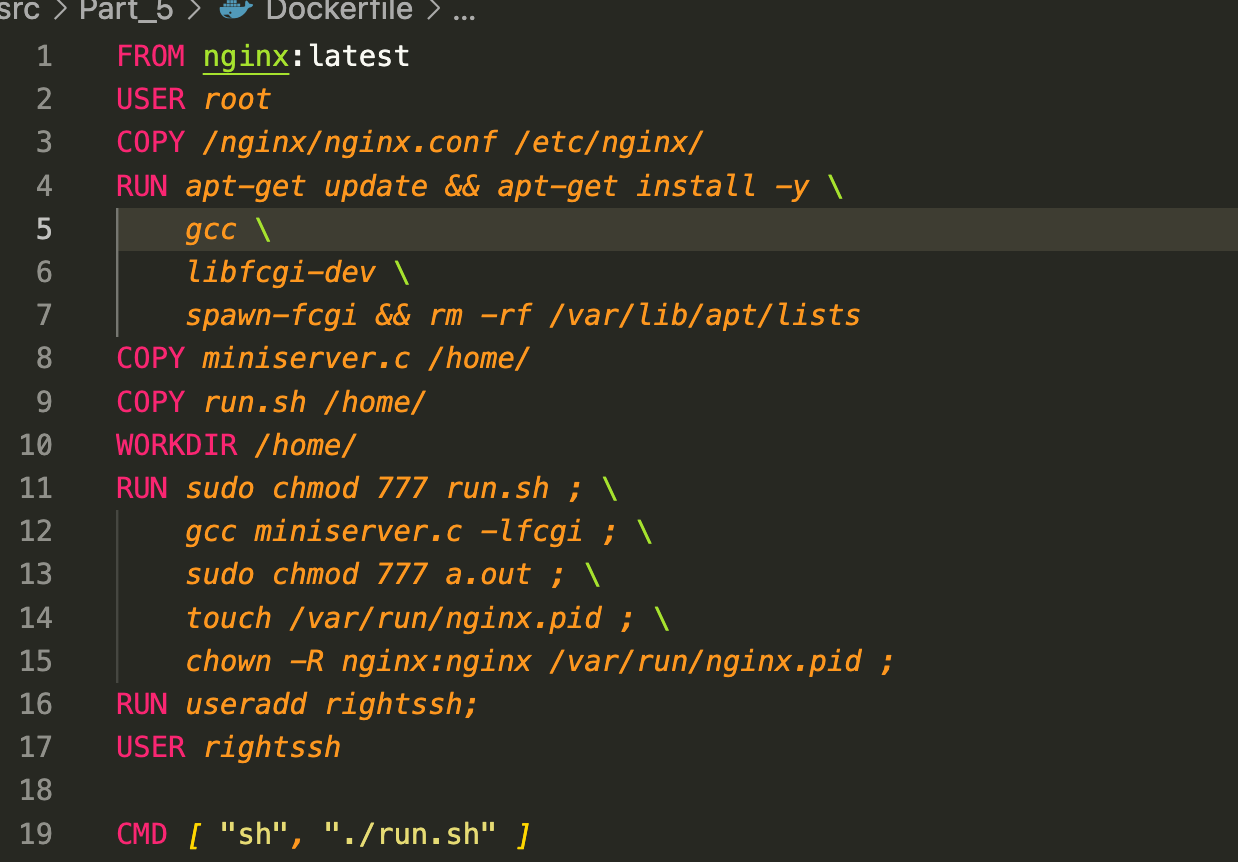 src > Part_5 > Dockerfile > ...
1 FROM nginx:latest
2 USER root
3 COPY /nginx/nginx.conf /etc/nginx/
4 RUN apt-get update && apt-get install -y \
5 gcc \
6 libfcgi-dev \
7 spawn-fcgi && rm -rf /var/lib/apt/lists
8 COPY miniserver.c /home/
9 COPY run.sh /home/
10 WORKDIR /home/
11 RUN sudo chmod 777 run.sh ; \
12 gcc miniserver.c -lfcgi ; \
13 sudo chmod 777 a.out ; \
14 touch /var/run/nginx.pid ; \
15 chown -R nginx:nginx /var/run/nginx.pid ;
16 RUN useradd rightssh;
17 USER rightssh
18
19 CMD [ "sh", "./run.sh" ]